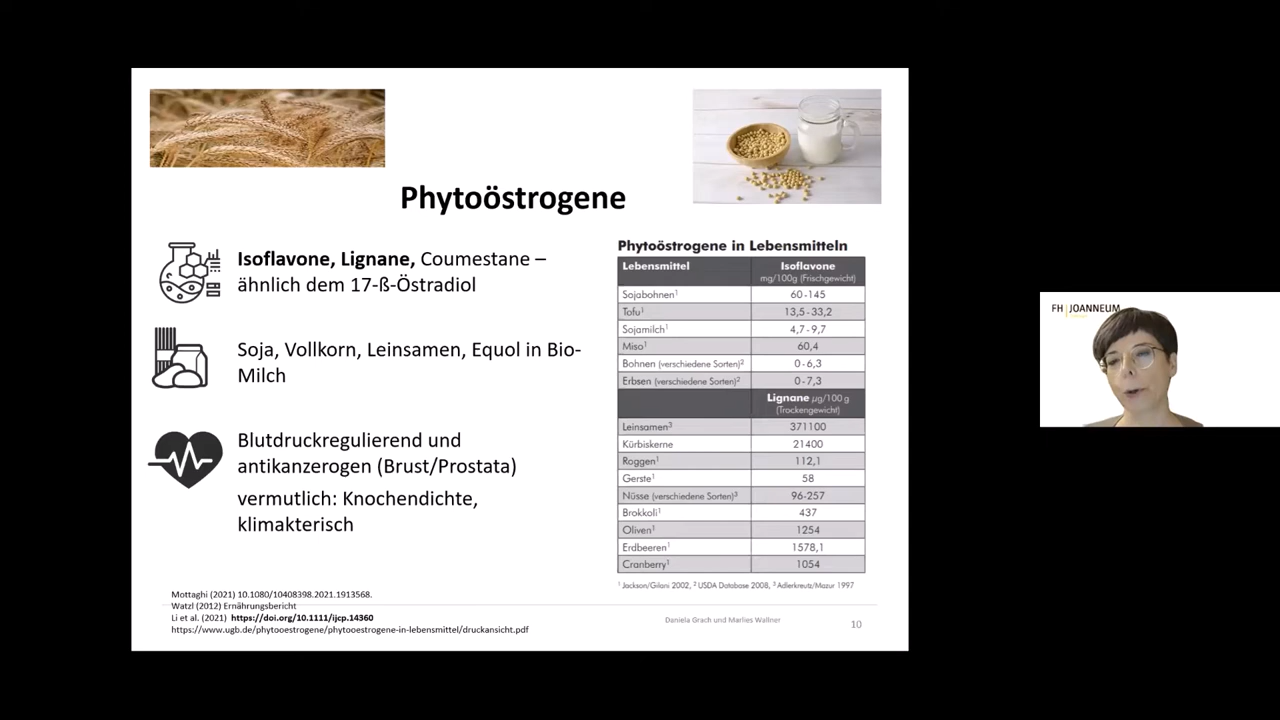 Phytoöstrogene
Isoflavone, Lignane, Coumestane –
ähnlich dem 17-ß-Östradiol
Soja, Vollkorn, Leinsamen, Equol in Bio-
Milch
Blutdruckregulierend und
antikanzerogen (Brust/Prostata)
vermutlich: Knochendichte,
klimakterisch
Phytoöstrogene in Lebensmitteln
Lebensmittel Isoflavone
mg/100g (Frischgewicht)
Sojabohnen¹ 60-145
Tofu¹ 13,5-33,2
Sojamilch¹ 4,7-9,7
Miso¹ 60,4
Bohnen (verschiedene Sorten)² 0-6,3
Erbsen (verschiedene Sorten)² 0-7,3
Lignane µg/100 g
(Trockengewicht)
Leinsamen³ 371100
Kürbiskerne 21400
Roggen¹ 112,1
Gerste¹ 58
Nüsse (verschiedene Sorten)³ 96-257
Brokkoli¹ 437
Oliven¹ 1254
Erdbeeren¹ 1578,1
Cranberry¹ 1054
¹ Jackson/Gilani 2002, ² USDA Database 2008, ³ Adlerkreutz/Mazur 1997
Mottaghi (2021) 10.1080/10408398.2021.1913568.
Watzl (2012) Ernährungsbericht
Li et al. (2021) https://doi.org/10.1111/ijcp.14360
https://www.ugb.de/phytooestrogene/phytooestrogene-in-lebensmittel/druckansicht.pdf
Daniela Grach und Marlies Wallner
10
FH | JOANNEUM